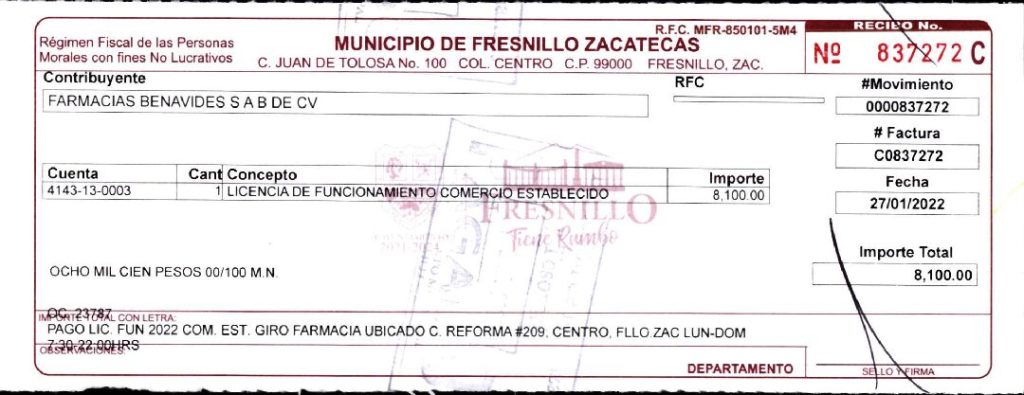 Régimen Fiscal de las Personas
Morales con fines No Lucrativos
R.F.C. MFR-850101-5M4
MUNICIPIO DE FRESNILLO ZACATECAS
C. JUAN DE TOLOSA No. 100 COL. CENTRO C.P. 99000 FRESNILLO, ZAC.
RECIBO No.
Nº 837272 C
Contribuyente
FARMACIAS BENAVIDES S A B DE CV
RFC
#Movimiento
0000837272
# Factura
C0837272
Fecha
27/01/2022
Cuenta Cant Concepto Importe
4143-13-0003 1 LICENCIA DE FUNCIONAMIENTO COMERCIO ESTABLECIDO 8,100.00
FRESNILLO
Tiene Rumbo
Importe Total
8,100.00
OCHO MIL CIEN PESOS 00/100 M.N.
OC. 23787
IMPORTE TOTAL CON LETRA:
PAGO LIC. FUN 2022 COM. EST. GIRO FARMACIA UBICADO C. REFORMA #209, CENTRO, FLLO ZAC LUN-DOM
7:30-22:00HRS
OBSERVACIONES:
DEPARTAMENTO
SELLO Y FIRMA